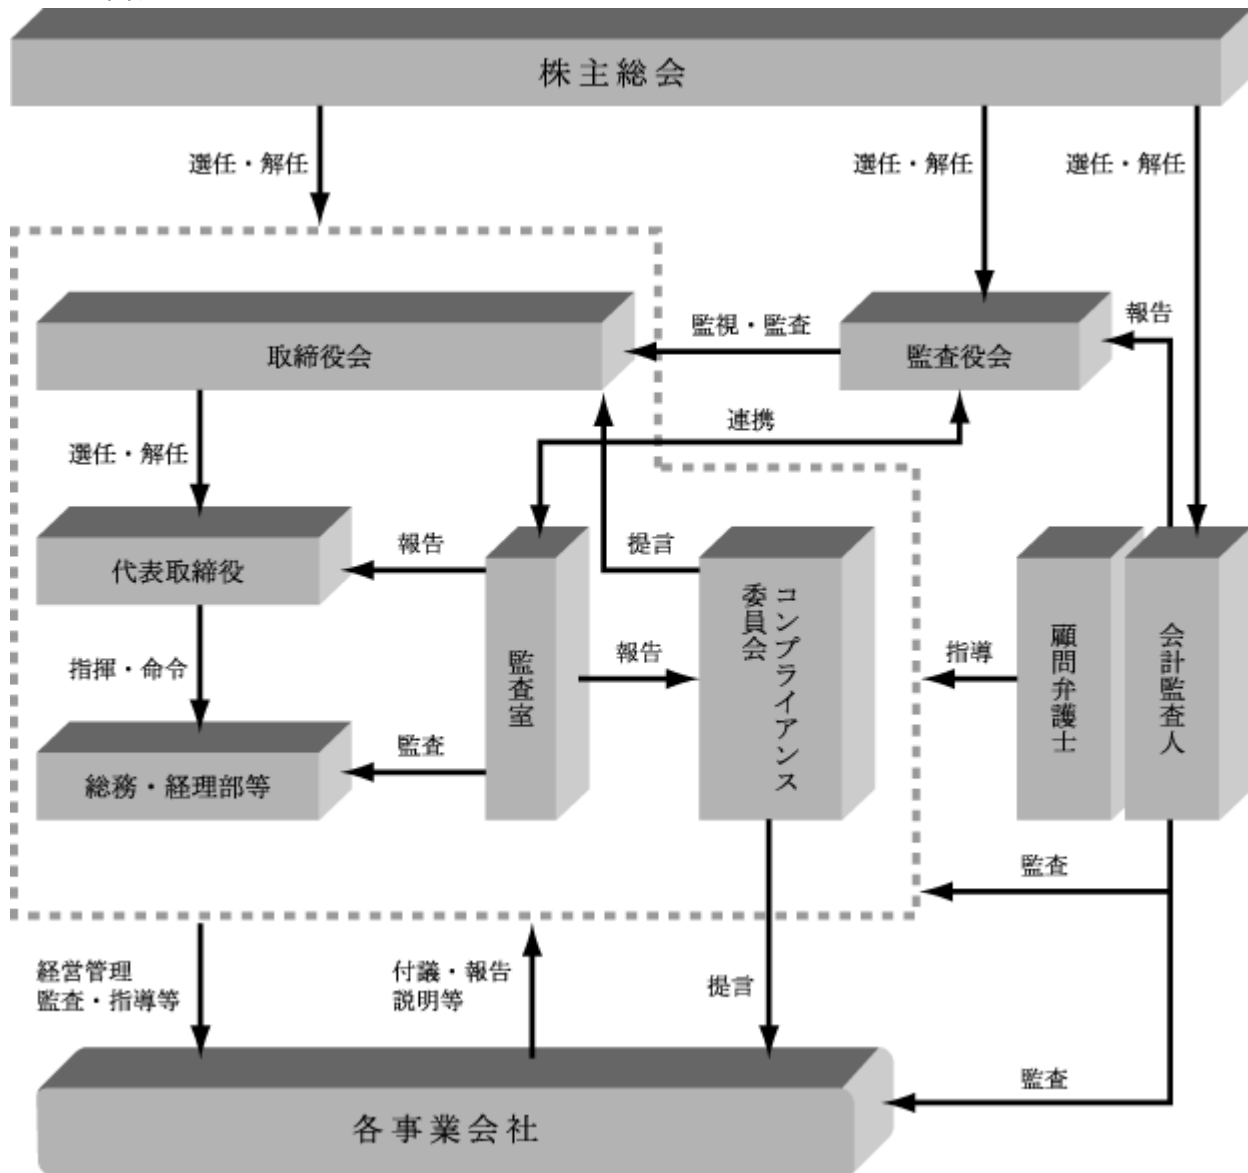 株主総会
選任・解任
選任・解任
選任・解任
取締役会
監視・監査
監査役会
報告
連携
選任・解任
代表取締役
報告
提言
指揮・命令
監査室
報告
コンプライアンス
委員会
指導
顧問弁護士
会計監査人
総務・経理部等
監査
監査
経営管理
監査・指導等
付議・報告
説明等
提言
監査
各事業会社